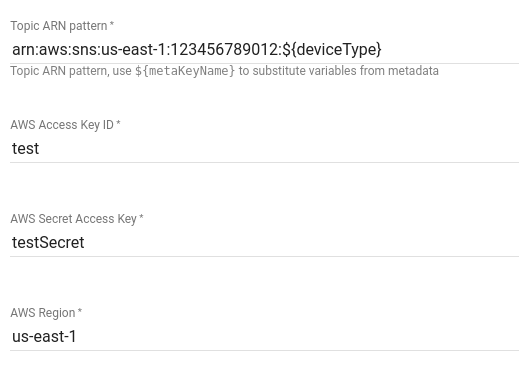 Topic ARN pattern *
arn:aws:sns:us-east-1:123456789012:${deviceType}
Topic ARN pattern, use ${metaKeyName} to substitute variables from metadata
AWS Access Key ID *
test
AWS Secret Access Key *
testSecret
AWS Region *
us-east-1